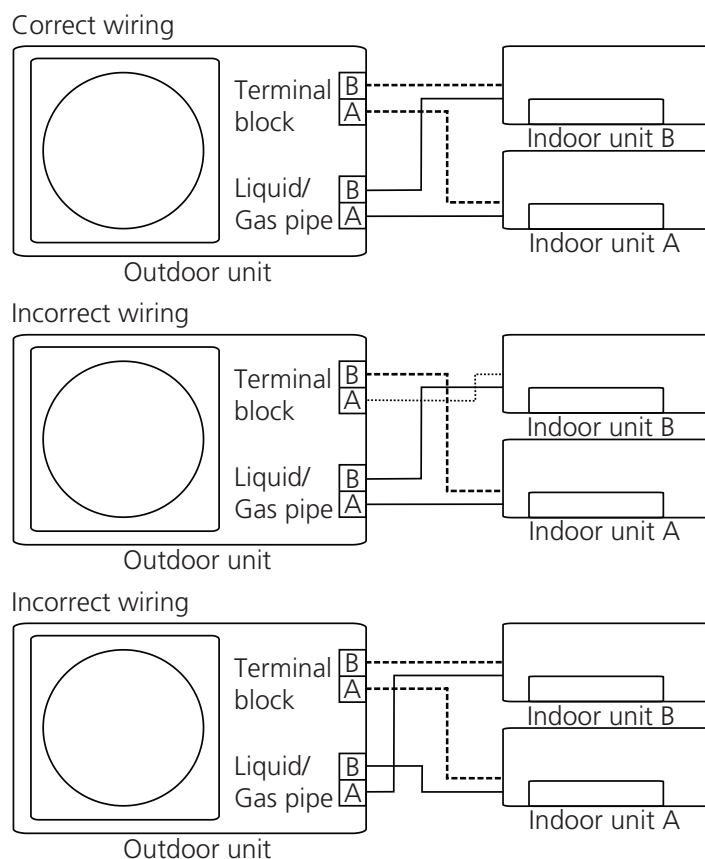 Correct wiring
Terminal
block
B
A
Liquid/
Gas pipe
B
A
Outdoor unit
Indoor unit B
Indoor unit A
Incorrect wiring
Terminal
block
B
A
Liquid/
Gas pipe
B
A
Outdoor unit
Indoor unit B
Indoor unit A
Incorrect wiring
Terminal
block
B
A
Liquid/
Gas pipe
B
A
Outdoor unit
Indoor unit B
Indoor unit A